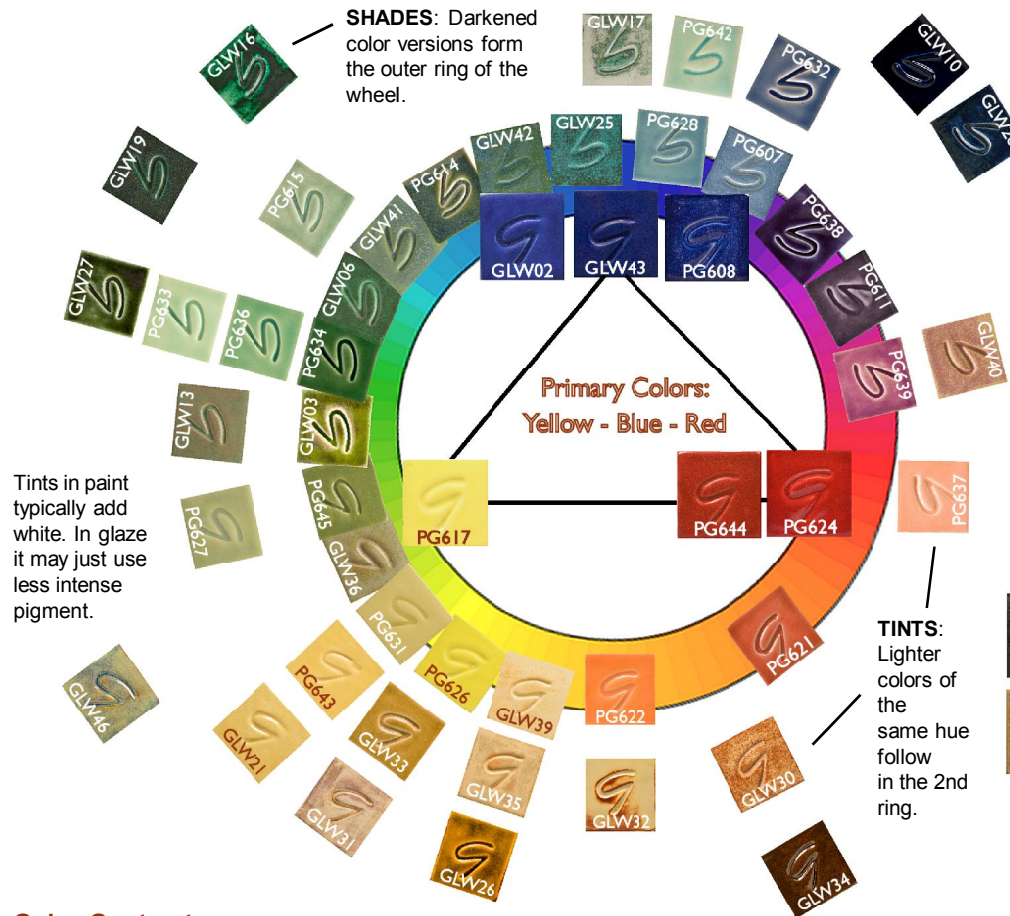 SHADES: Darkened
color versions form
the outer ring of the
wheel.
GLW16
GLW17
PG642
PG632
GLW10
GLW19
PG615
GLW41
PG614
GLW42
GLW25
PG628
PG607
PG638
PG611
PG639
GLW40
GLW27
PG633
PG636
GLW06
PG634
GLW02
GLW43
PG608
Primary Colors:
Yellow - Blue - Red
GLW13
GLW03
PG617
PG644
PG624
PG637
Tints in paint
typically add
white. In glaze
it may just use
less intense
pigment.
PG627
PG645
GLW36
PG631
PG626
GLW39
PG622
PG621
TINTS:
Lighter
colors of
the
same hue
follow
in the 2nd
ring.
GLW46
PG643
GLW21
GLW33
GLW31
GLW35
GLW26
GLW32
GLW30
GLW34